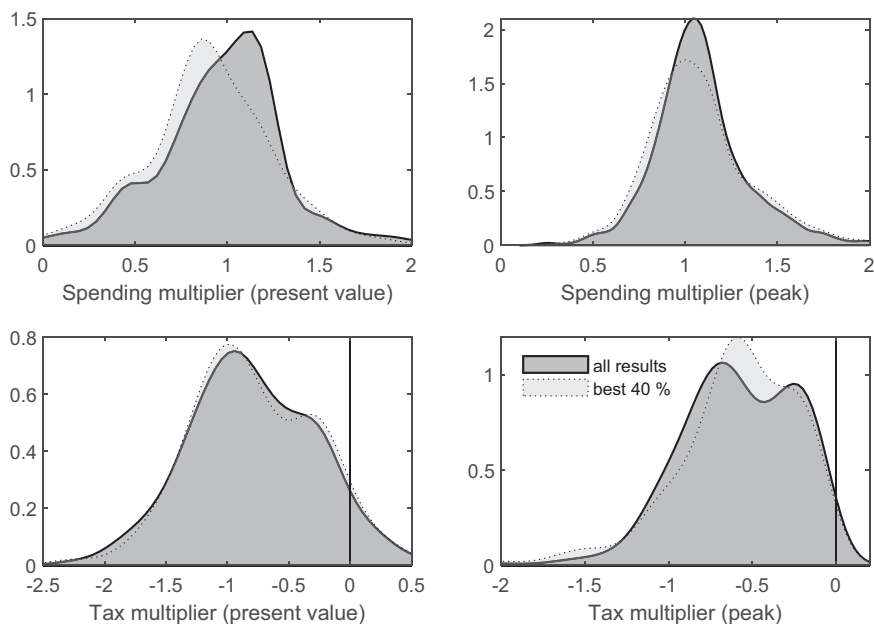 1.5
1
0.5
0
0 0.5 1 1.5 2
Spending multiplier (present value)
2
1.5
1
0.5
0
0 0.5 1 1.5 2
Spending multiplier (peak)
0.8
0.6
0.4
0.2
0
-2.5 -2 -1.5 -1 -0.5 0 0.5
Tax multiplier (present value)
all results
best 40 %
1
0.5
0
-2 -1.5 -1 -0.5 0
Tax multiplier (peak)